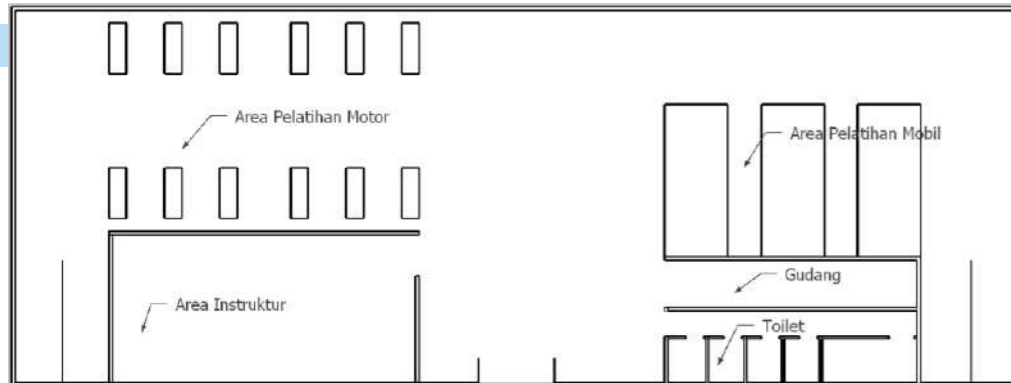 Area Pelatihan Motor
Area Pelatihan Mobil
Gudang
Area Instruktur
Toilet